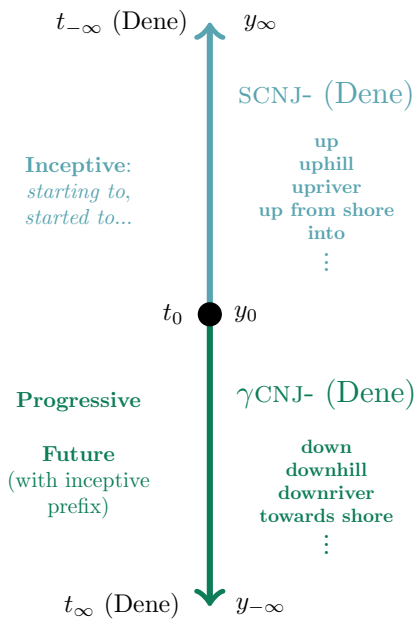 t₋∞ (Dene) y∞
SCNJ- (Dene)
Inceptive:
starting to,
started to...
up
uphill
upriver
up from shore
into
⋮
t₀ y₀
Progressive
Future
(with inceptive
prefix)
γCNJ- (Dene)
down
downhill
downriver
towards shore
⋮
t∞ (Dene) y₋∞